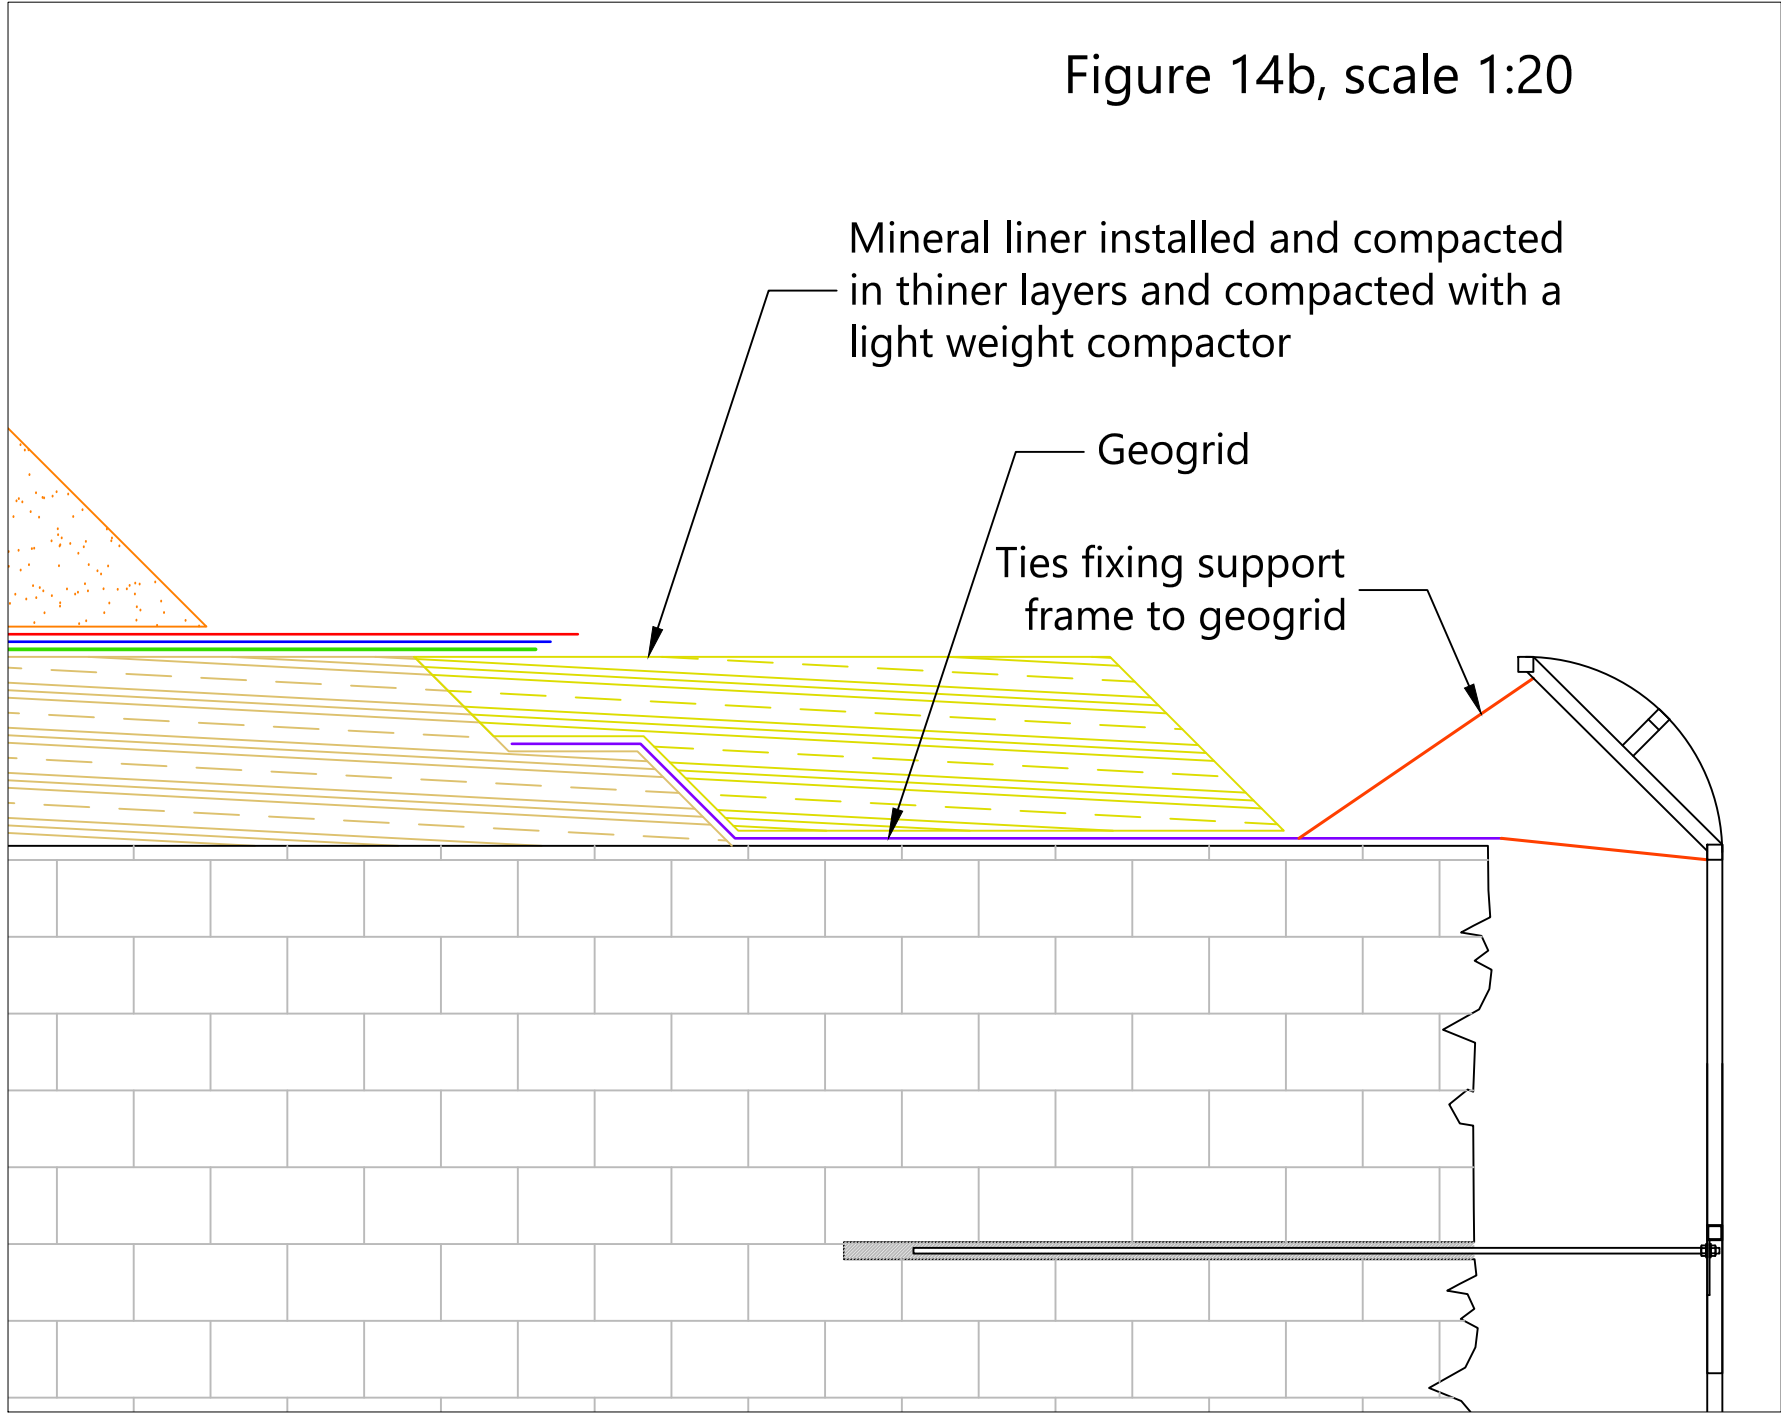 Figure 14b, scale 1:20
Mineral liner installed and compacted
in thiner layers and compacted with a
light weight compactor
Geogrid
Ties fixing support
frame to geogrid